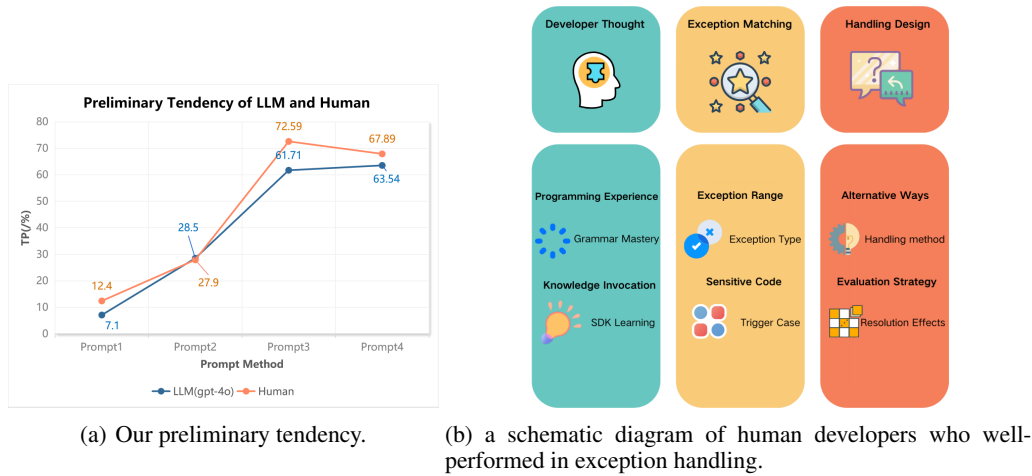 Preliminary Tendency of LLM and Human
80
70
60
50
40
30
20
10
0
TP(/%)
12.4
7.1
28.5
27.9
72.59
61.71
67.89
63.54
Prompt1
Prompt2
Prompt3
Prompt4
Prompt Method
LLM(gpt-4o)
Human
(a) Our preliminary tendency.
Developer Thought
Exception Matching
Handling Design
Programming Experience
Grammar Mastery
Knowledge Invocation
SDK Learning
Exception Range
Exception Type
Sensitive Code
Trigger Case
Alternative Ways
Handling method
Evaluation Strategy
Resolution Effects
(b) a schematic diagram of human developers who well-
performed in exception handling.